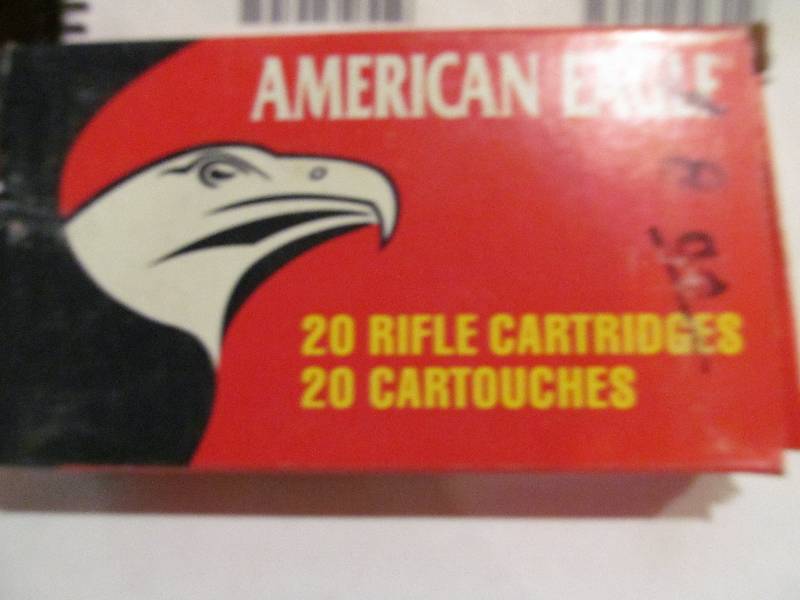 AMERICAN EAGLE
20 RIFLE CARTRIDGES
20 CARTOUCHES